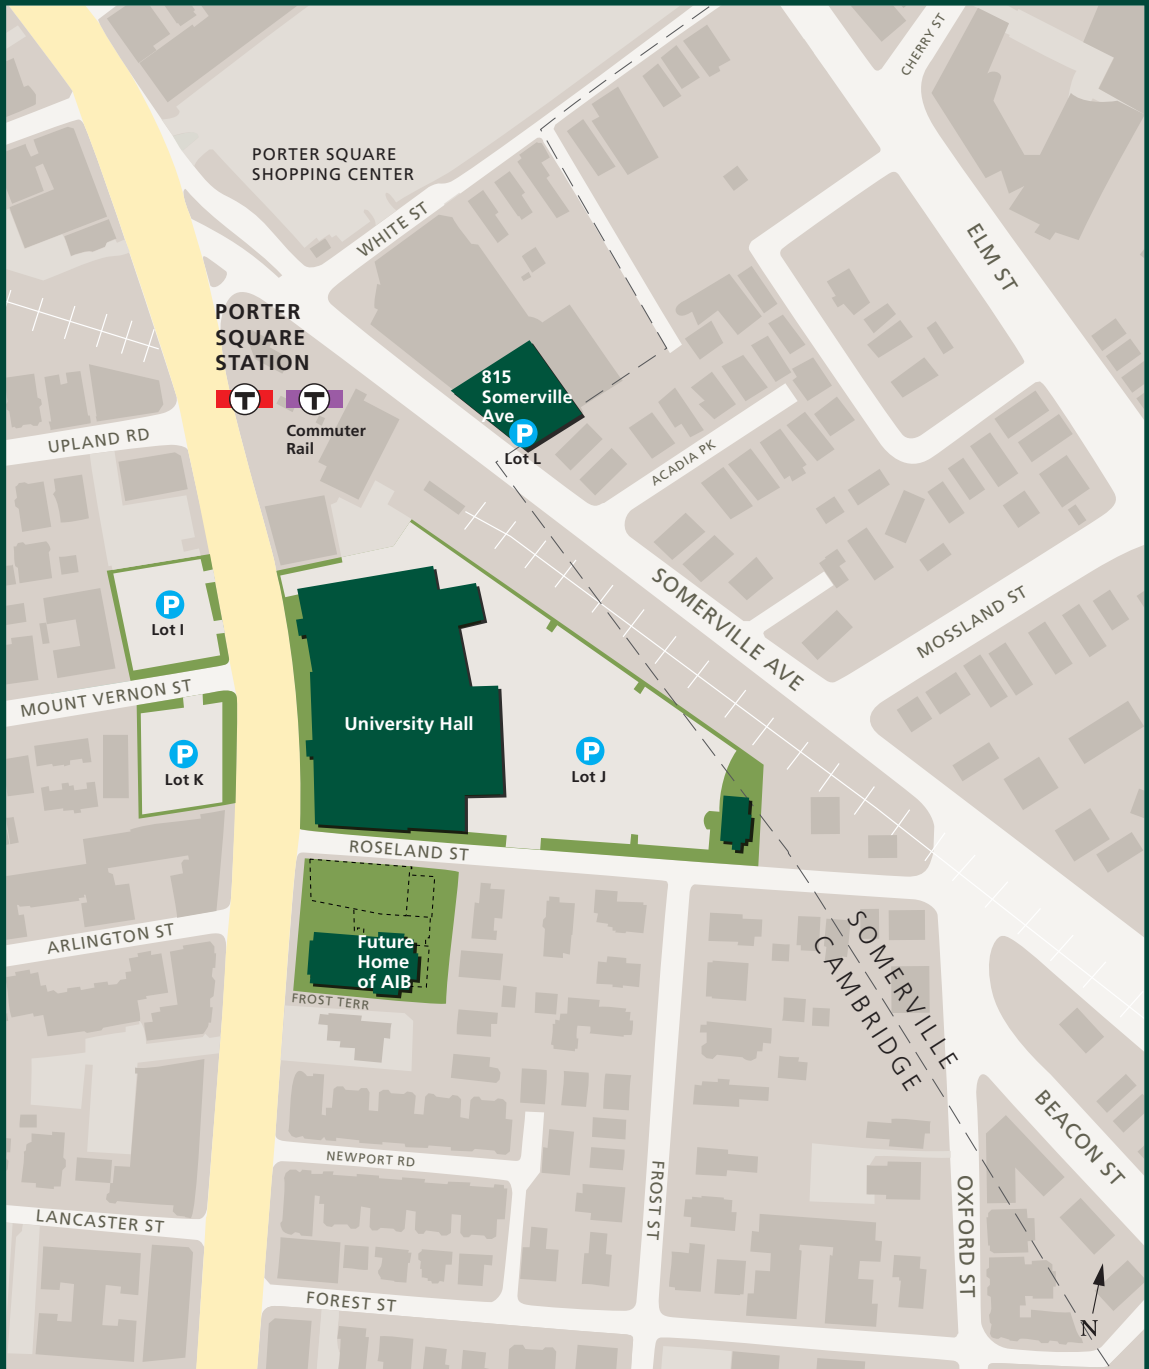 CHERRY ST
PORTER SQUARE
SHOPPING CENTER
WHITE ST
ELM ST
PORTER
SQUARE
STATION
T
T
Commuter
Rail
815
Somerville
Ave
P
Lot L
UPLAND RD
ACADIA PK
P
Lot I
SOMERVILLE AVE
MOSSLAND ST
MOUNT VERNON ST
University Hall
P
Lot K
P
Lot J
ROSELAND ST
ARLINGTON ST
Future
Home
of AIB
FROST TERR
SOMERVILLE
CAMBRIDGE
BEACON ST
NEWPORT RD
FROST ST
OXFORD ST
LANCASTER ST
FOREST ST
N